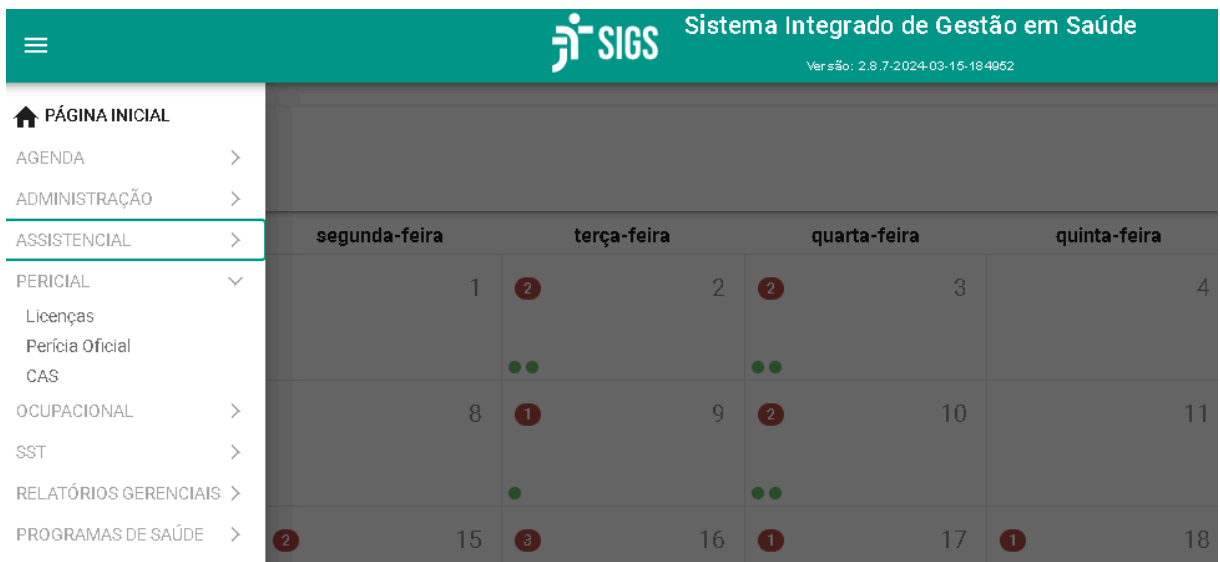 SIGS
Sistema Integrado de Gestão em Saúde
Versão: 2.8.7-2024-03-15-184952
PÁGINA INICIAL
AGENDA
ADMINISTRAÇÃO
ASSISTENCIAL
PERICIAL
Licenças
Perícia Oficial
CAS
OCUPACIONAL
SST
RELATÓRIOS GERENCIAIS
PROGRAMAS DE SAÚDE
segunda-feira terça-feira quarta-feira quinta-feira
1 2 2 2 3 4
8 1 9 2 10 11
2 15 3 16 1 17 1 18